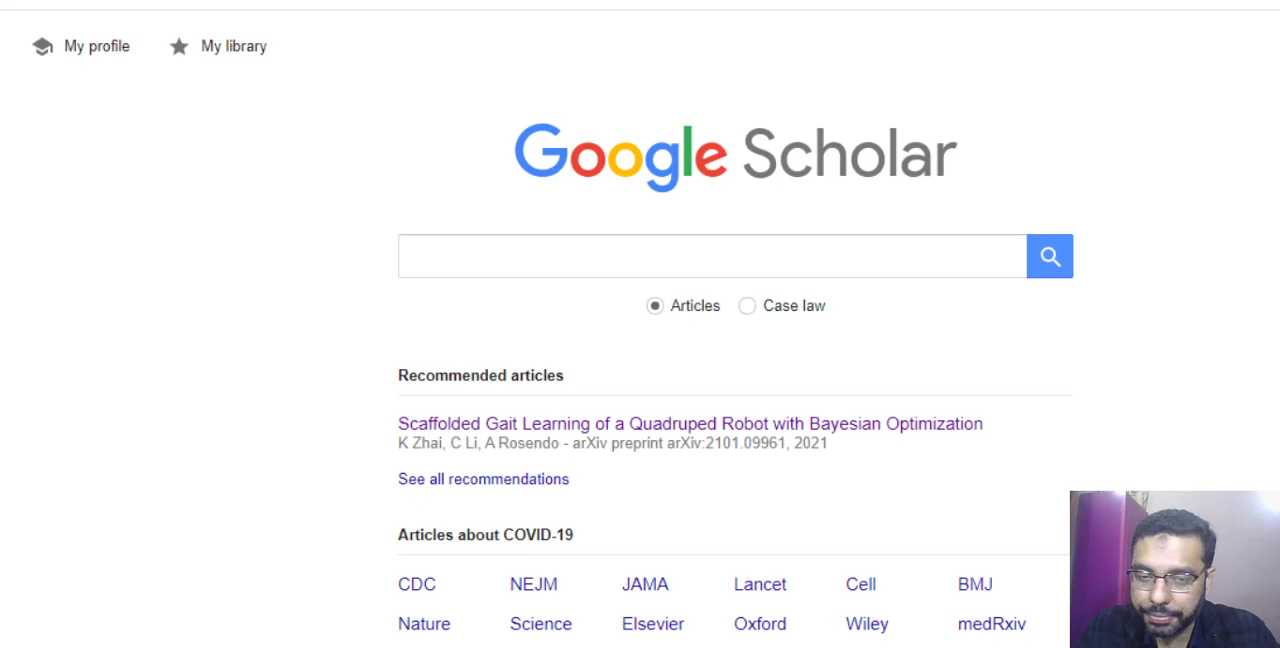 My profile My library
Google Scholar
Articles Case law
Recommended articles
Scaffolded Gait Learning of a Quadruped Robot with Bayesian Optimization
K Zhai, C Li, A Rosendo - arXiv preprint arXiv:2101.09961, 2021
See all recommendations
Articles about COVID-19
CDC NEJM JAMA Lancet Cell BMJ
Nature Science Elsevier Oxford Wiley medRxiv